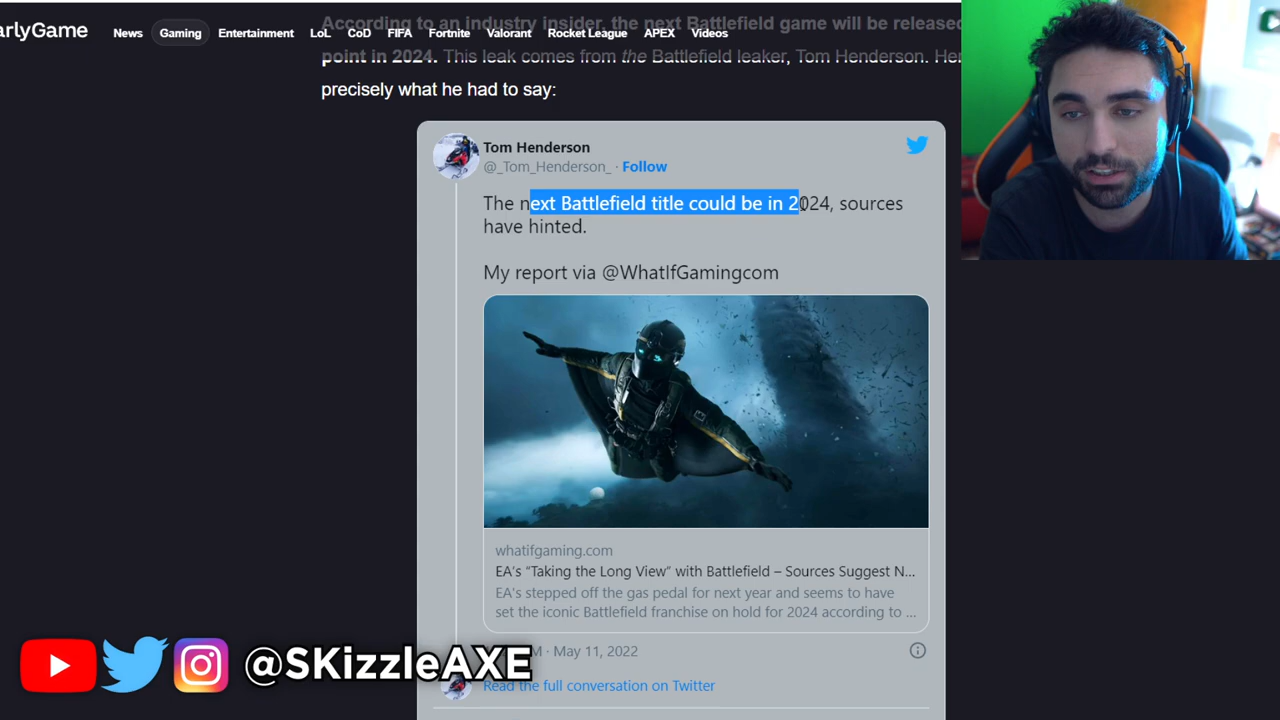 arlyGame
News Gaming Entertainment LoL CoD FIFA Fortnite Valorant Rocket League APEX Videos
According to an industry insider, the next Battlefield game will be released
point in 2024. This leak comes from the Battlefield leaker, Tom Henderson. Her
precisely what he had to say:
Tom Henderson
@_Tom_Henderson_ · Follow
The next Battlefield title could be in 2024, sources
have hinted.
My report via @WhatIfGamingcom
whatifgaming.com
EA's “Taking the Long View” with Battlefield – Sources Suggest N...
EA's stepped off the gas pedal for next year and seems to have
set the iconic Battlefield franchise on hold for 2024 according to ...
M · May 11, 2022
@SKizzleAXE
Read the full conversation on Twitter